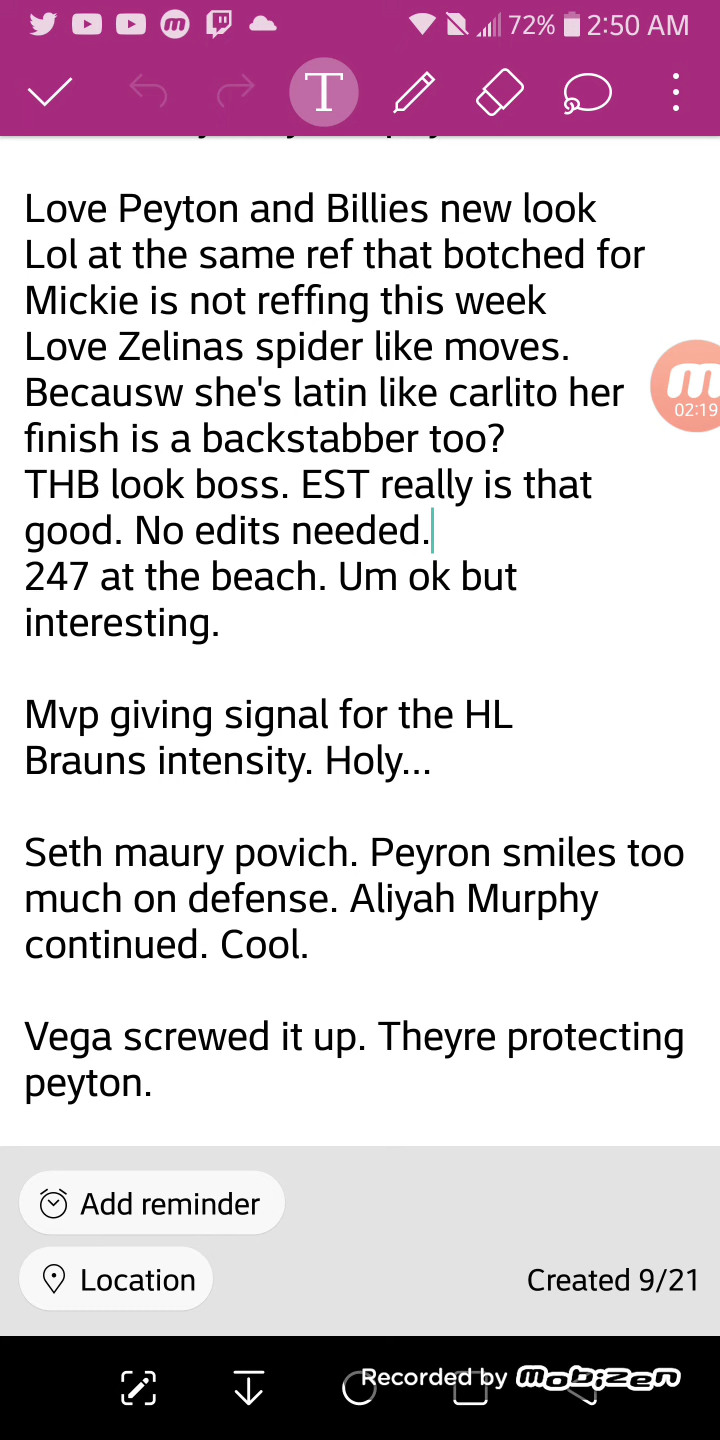 72% 2:50 AM
T
Love Peyton and Billies new look
Lol at the same ref that botched for
Mickie is not reffing this week
Love Zelinas spider like moves.
Becausw she's latin like carlito her
finish is a backstabber too?
THB look boss. EST really is that
good. No edits needed.
247 at the beach. Um ok but
interesting.
Mvp giving signal for the HL
Brauns intensity. Holy...
Seth maury povich. Peyron smiles too
much on defense. Aliyah Murphy
continued. Cool.
Vega screwed it up. Theyre protecting
peyton.
m
02:19
Add reminder
Location
Created 9/21
Recorded by mobizen